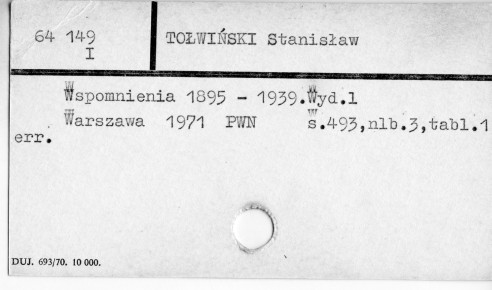 64 149
I
TOŁWIŃSKI Stanisław
Wspomnienia 1895 - 1939.Wyd.1
Warszawa 1971 PWN s.493,nlb.3,tabl.1
err.
DUJ. 693/70. 10 000.